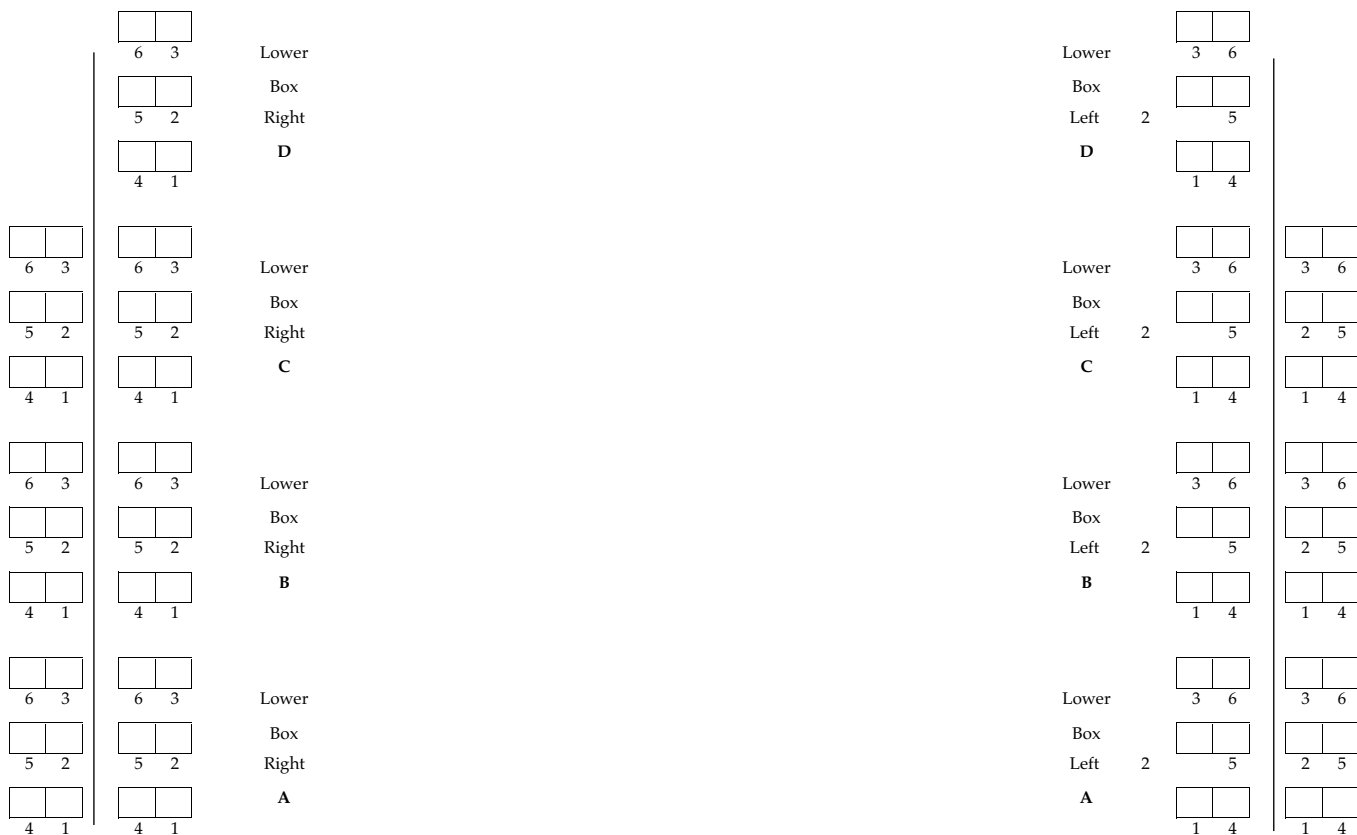 6 3 Lower Lower 3 6
Box Box
5 2 Right Left 2 5
D D
4 1 1 4
6 3 6 3 Lower Lower 3 6 3 6
Box Box
5 2 5 2 Right Left 2 5 2 5
C C
4 1 4 1 1 4 1 4
6 3 6 3 Lower Lower 3 6 3 6
Box Box
5 2 5 2 Right Left 2 5 2 5
B B
4 1 4 1 1 4 1 4
6 3 6 3 Lower Lower 3 6 3 6
Box Box
5 2 5 2 Right Left 2 5 2 5
A A
4 1 4 1 1 4 1 4